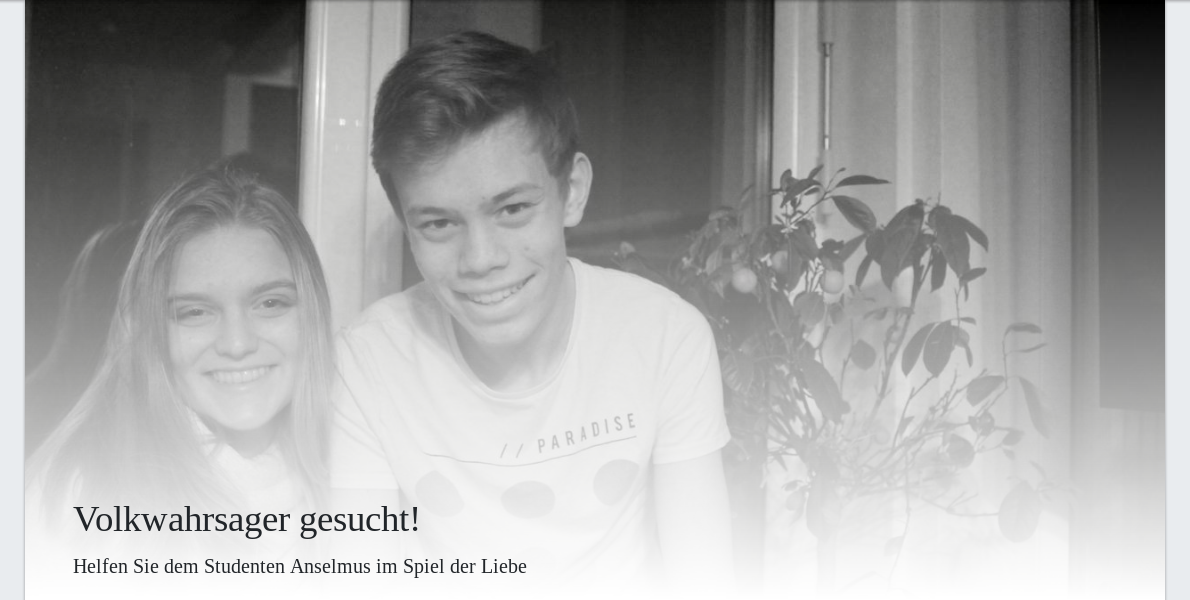 // PARADISE
Volkwahrsager gesucht!
Helfen Sie dem Studenten Anselmus im Spiel der Liebe